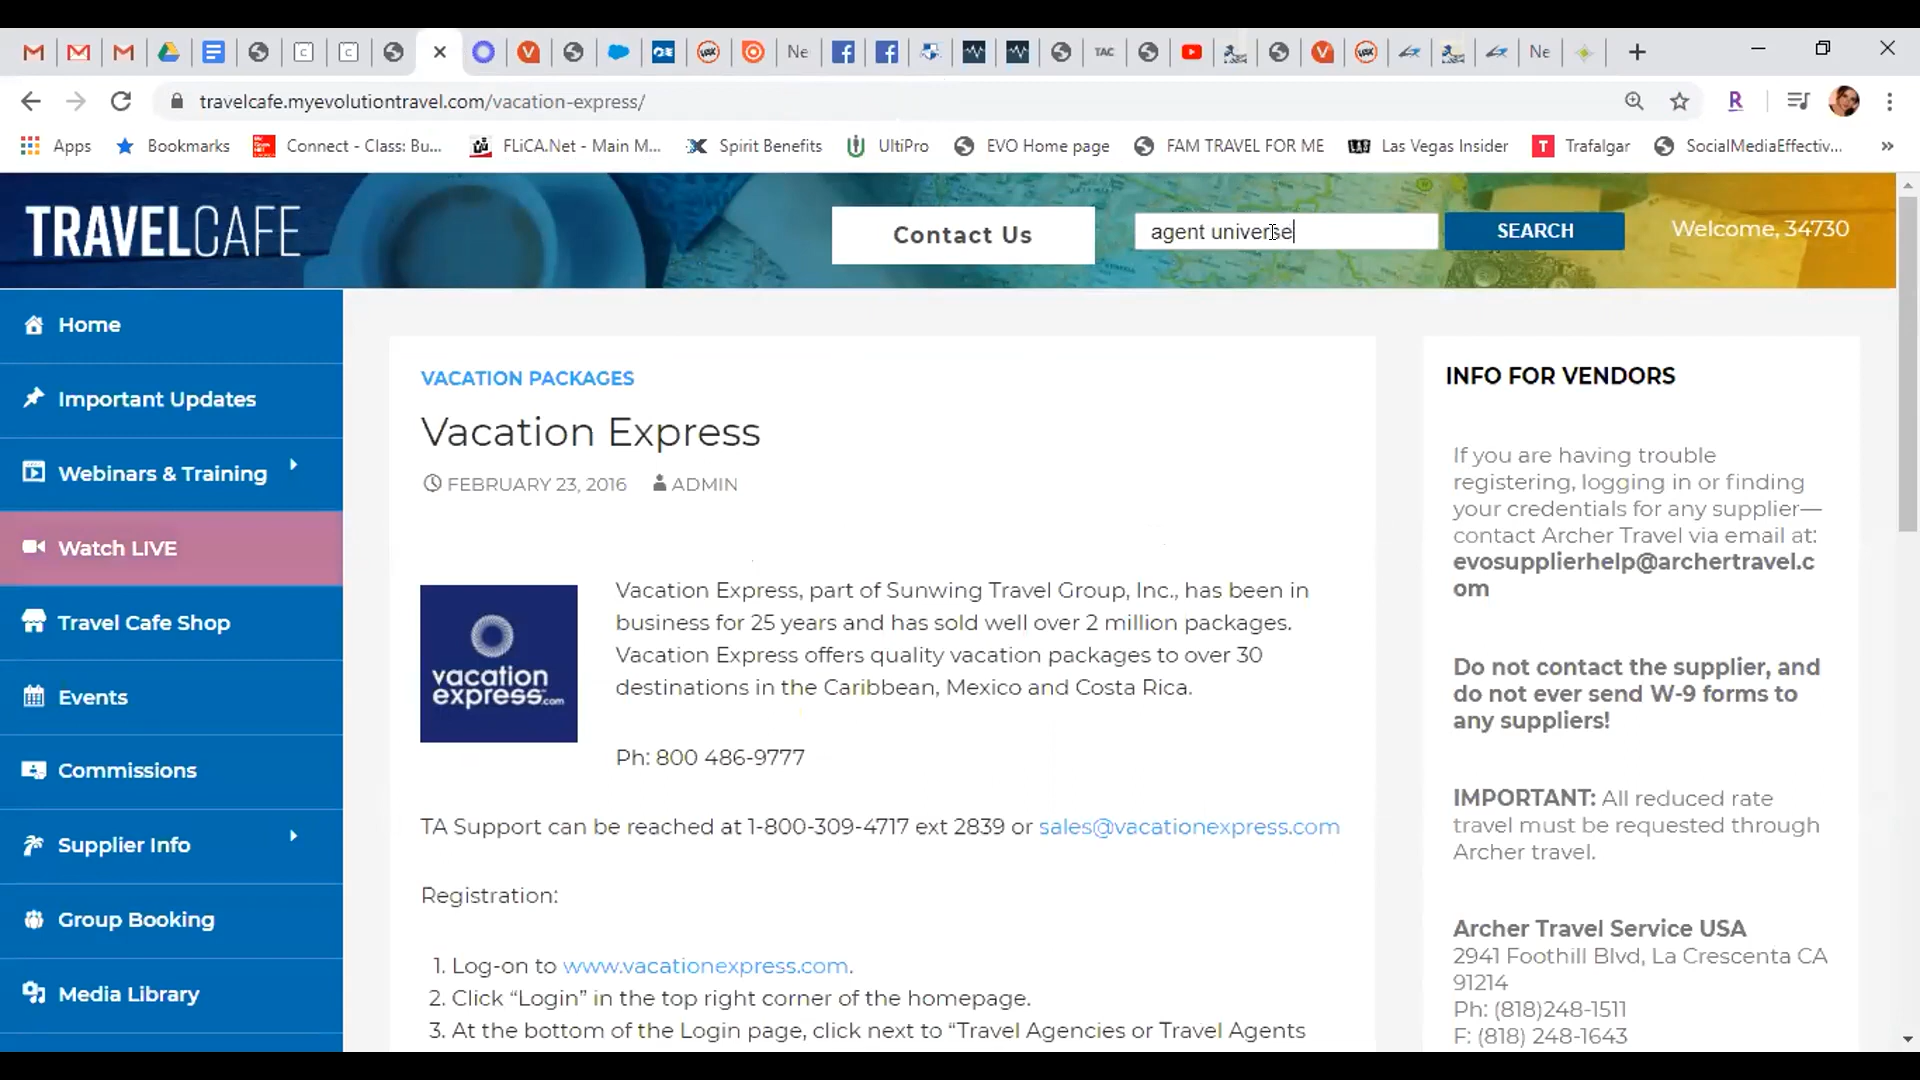 Ne
TAC
Ne
travelcafe.myevolutiontravel.com/vacation-express/
R
Apps
Bookmarks
Connect - Class: Bu...
FLiCA.Net - Main M...
Spirit Benefits
UltiPro
EVO Home page
FAM TRAVEL FOR ME
Las Vegas Insider
T Trafalgar
SocialMediaEffectiv...
»
TRAVELCAFE
Contact Us
agent universe
SEARCH
Welcome, 34730
Home
Important Updates
Webinars & Training
Watch LIVE
Travel Cafe Shop
Events
Commissions
Supplier Info
Group Booking
Media Library
VACATION PACKAGES
Vacation Express
FEBRUARY 23, 2016 ADMIN
vacation
express.com
Vacation Express, part of Sunwing Travel Group, Inc., has been in
business for 25 years and has sold well over 2 million packages.
Vacation Express offers quality vacation packages to over 30
destinations in the Caribbean, Mexico and Costa Rica.
Ph: 800 486-9777
TA Support can be reached at 1-800-309-4717 ext 2839 or sales@vacationexpress.com
Registration:
1. Log-on to www.vacationexpress.com.
2. Click “Login” in the top right corner of the homepage.
3. At the bottom of the Login page, click next to “Travel Agencies or Travel Agents
INFO FOR VENDORS
If you are having trouble
registering, logging in or finding
your credentials for any supplier—
contact Archer Travel via email at:
evosupplierhelp@archertravel.c
om
Do not contact the supplier, and
do not ever send W-9 forms to
any suppliers!
IMPORTANT: All reduced rate
travel must be requested through
Archer travel.
Archer Travel Service USA
2941 Foothill Blvd, La Crescenta CA
91214
Ph: (818)248-1511
F: (818) 248-1643